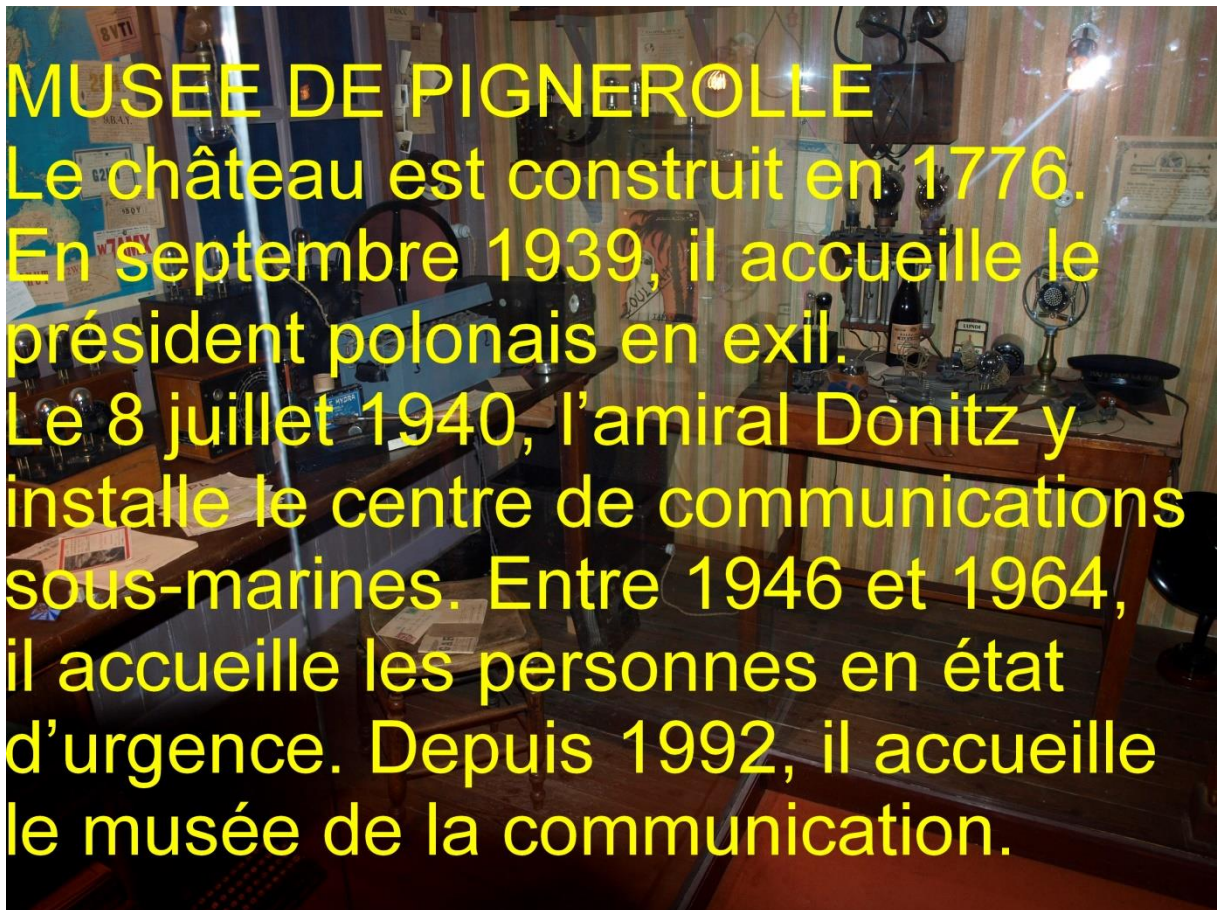 8VTI
MUSEE DE PIGNEROLLE
Le château est construit en 1776.
En septembre 1939, il accueille le
président polonais en exil.
Le 8 juillet 1940, l’amiral Donitz y
installe le centre de communications
sous-marines. Entre 1946 et 1964,
il accueille les personnes en état
d’urgence. Depuis 1992, il accueille
le musée de la communication.